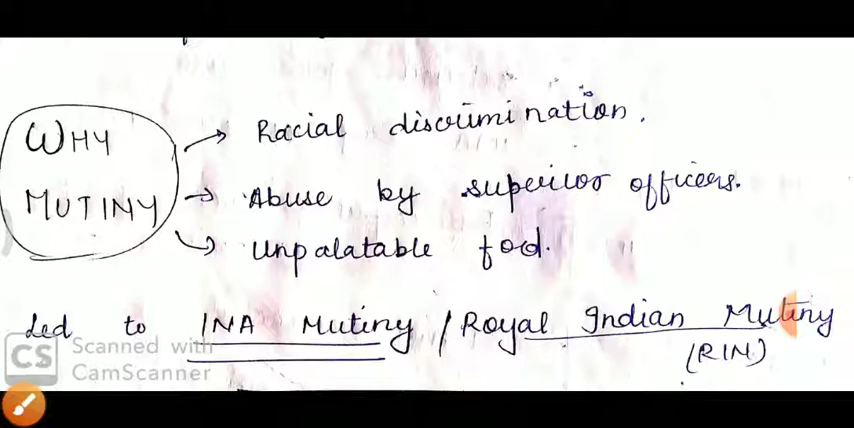 WHY
MUTINY
→ Racial discrimination.
→ Abuse by superior officers.
→ Unpalatable food.
Led to INA Mutiny / Royal Indian Mutiny
(RIN)
CS Scanned with
CamScanner